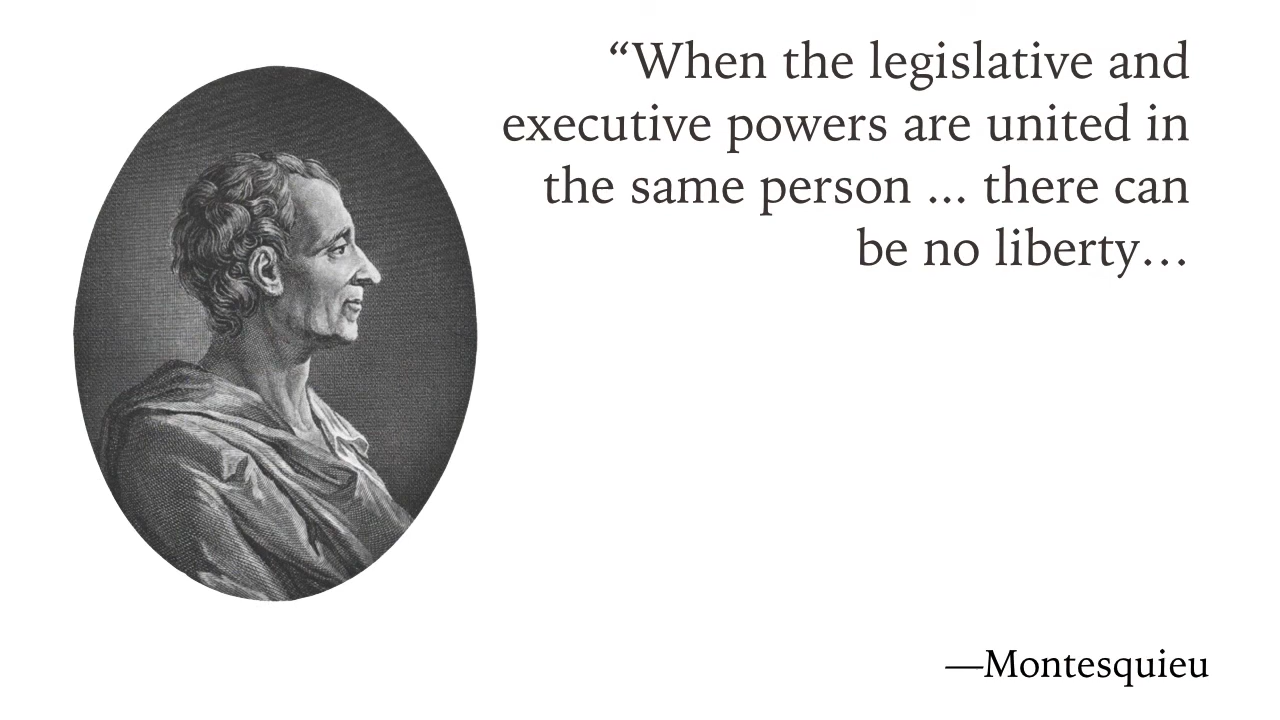 “When the legislative and
executive powers are united in
the same person ... there can
be no liberty…
—Montesquieu